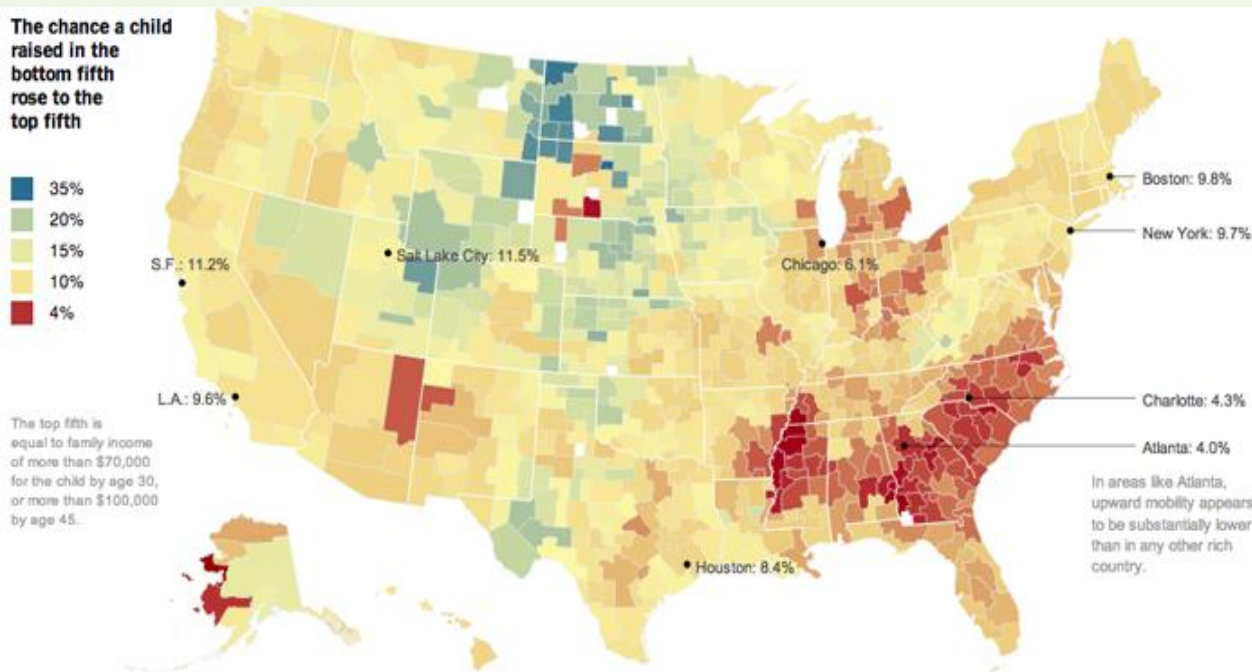 The chance a child
raised in the
bottom fifth
rose to the
top fifth
35%
20%
15%
10%
4%
S.F.: 11.2%
Salt Lake City: 11.5%
Chicago: 6.1%
Boston: 9.8%
New York: 9.7%
L.A.: 9.6%
Charlotte: 4.3%
Atlanta: 4.0%
Houston: 8.4%
The top fifth is
equal to family income
of more than $70,000
for the child by age 30,
or more than $100,000
by age 45.
In areas like Atlanta,
upward mobility appears
to be substantially lower
than in any other rich
country.